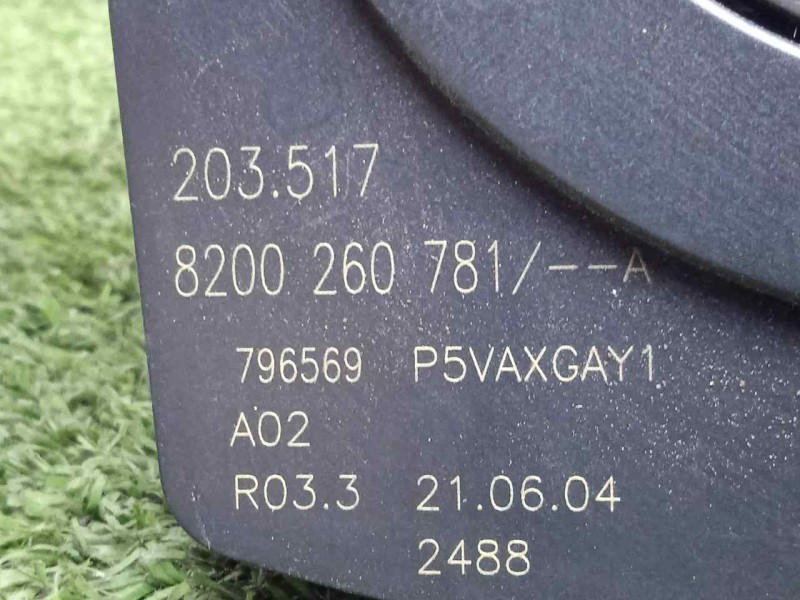 203.517
8200 260 781/--A
796569 P5VAXGAY1
A02
R03.3 21.06.04
2488